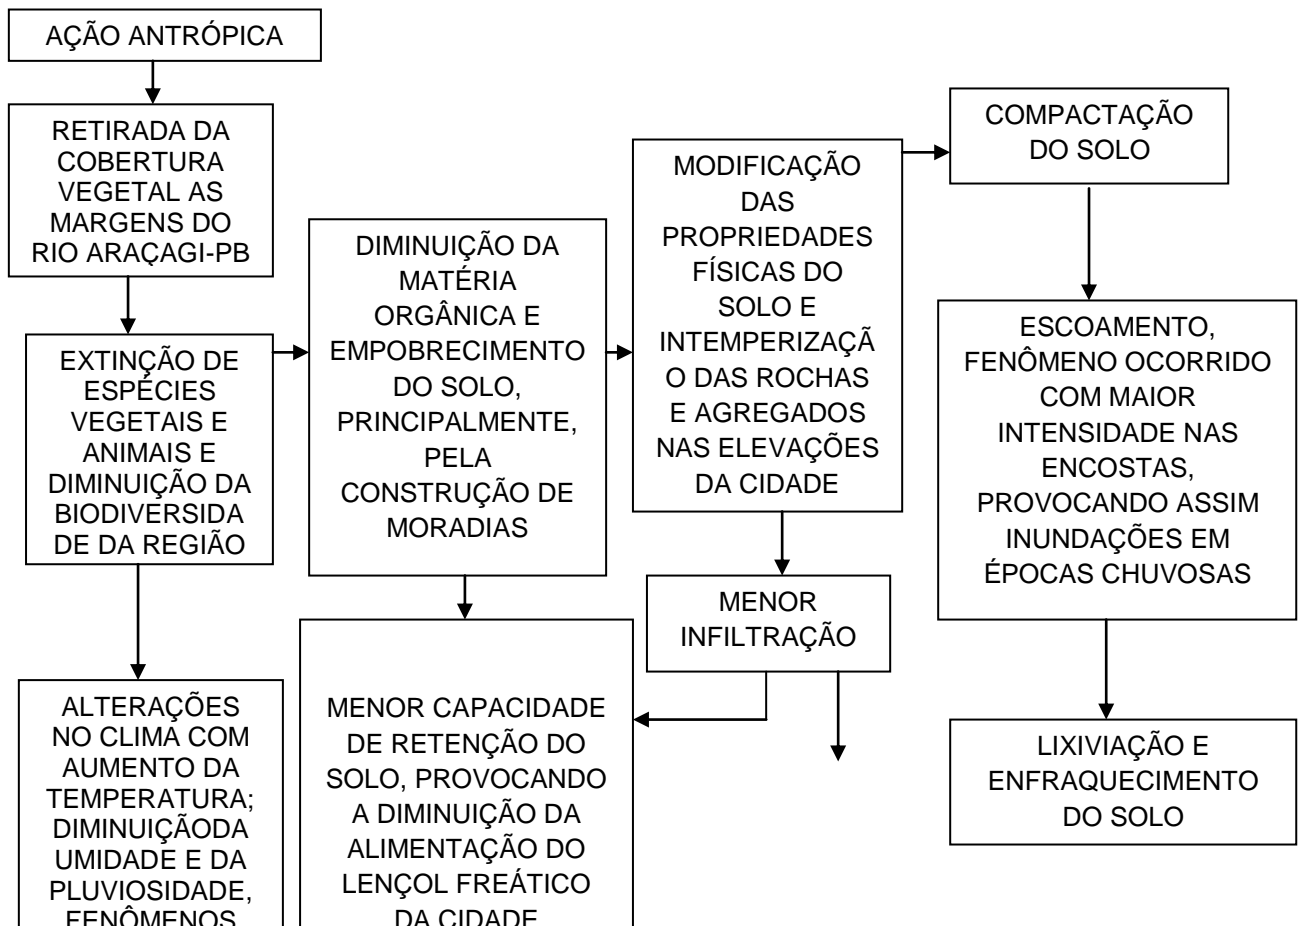 AÇÃO ANTRÓPICA
RETIRADA DA
COBERTURA
VEGETAL AS
MARGENS DO
RIO ARAÇAGI-PB
EXTINÇÃO DE
ESPÉCIES
VEGETAIS E
ANIMAIS E
DIMINUIÇÃO DA
BIODIVERSIDA
DE DA REGIÃO
ALTERAÇÕES
NO CLIMA COM
AUMENTO DA
TEMPERATURA;
DIMINUIÇÃODA
UMIDADE E DA
PLUVIOSIDADE,
FENÔMENOS
DIMINUIÇÃO DA
MATÉRIA
ORGÂNICA E
EMPOBRECIMENTO
DO SOLO,
PRINCIPALMENTE,
PELA
CONSTRUÇÃO DE
MORADIAS
MENOR CAPACIDADE
DE RETENÇÃO DO
SOLO, PROVOCANDO
A DIMINUIÇÃO DA
ALIMENTAÇÃO DO
LENÇOL FREÁTICO
DA CIDADE
MODIFICAÇÃO
DAS
PROPRIEDADES
FÍSICAS DO
SOLO E
INTEMPERIZAÇÃ
O DAS ROCHAS
E AGREGADOS
NAS ELEVAÇÕES
DA CIDADE
MENOR
INFILTRAÇÃO
COMPACTAÇÃO
DO SOLO
ESCOAMENTO,
FENÔMENO OCORRIDO
COM MAIOR
INTENSIDADE NAS
ENCOSTAS,
PROVOCANDO ASSIM
INUNDAÇÕES EM
ÉPOCAS CHUVOSAS
LIXIVIAÇÃO E
ENFRAQUECIMENTO
DO SOLO